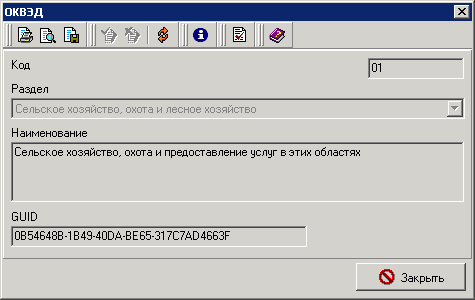 ОКВЭД
Код
01
Раздел
Сельское хозяйство, охота и лесное хозяйство
Наименование
Сельское хозяйство, охота и предоставление услуг в этих областях
GUID
0B54648B-1B49-40DA-BE65-317C7AD4663F
Закрыть